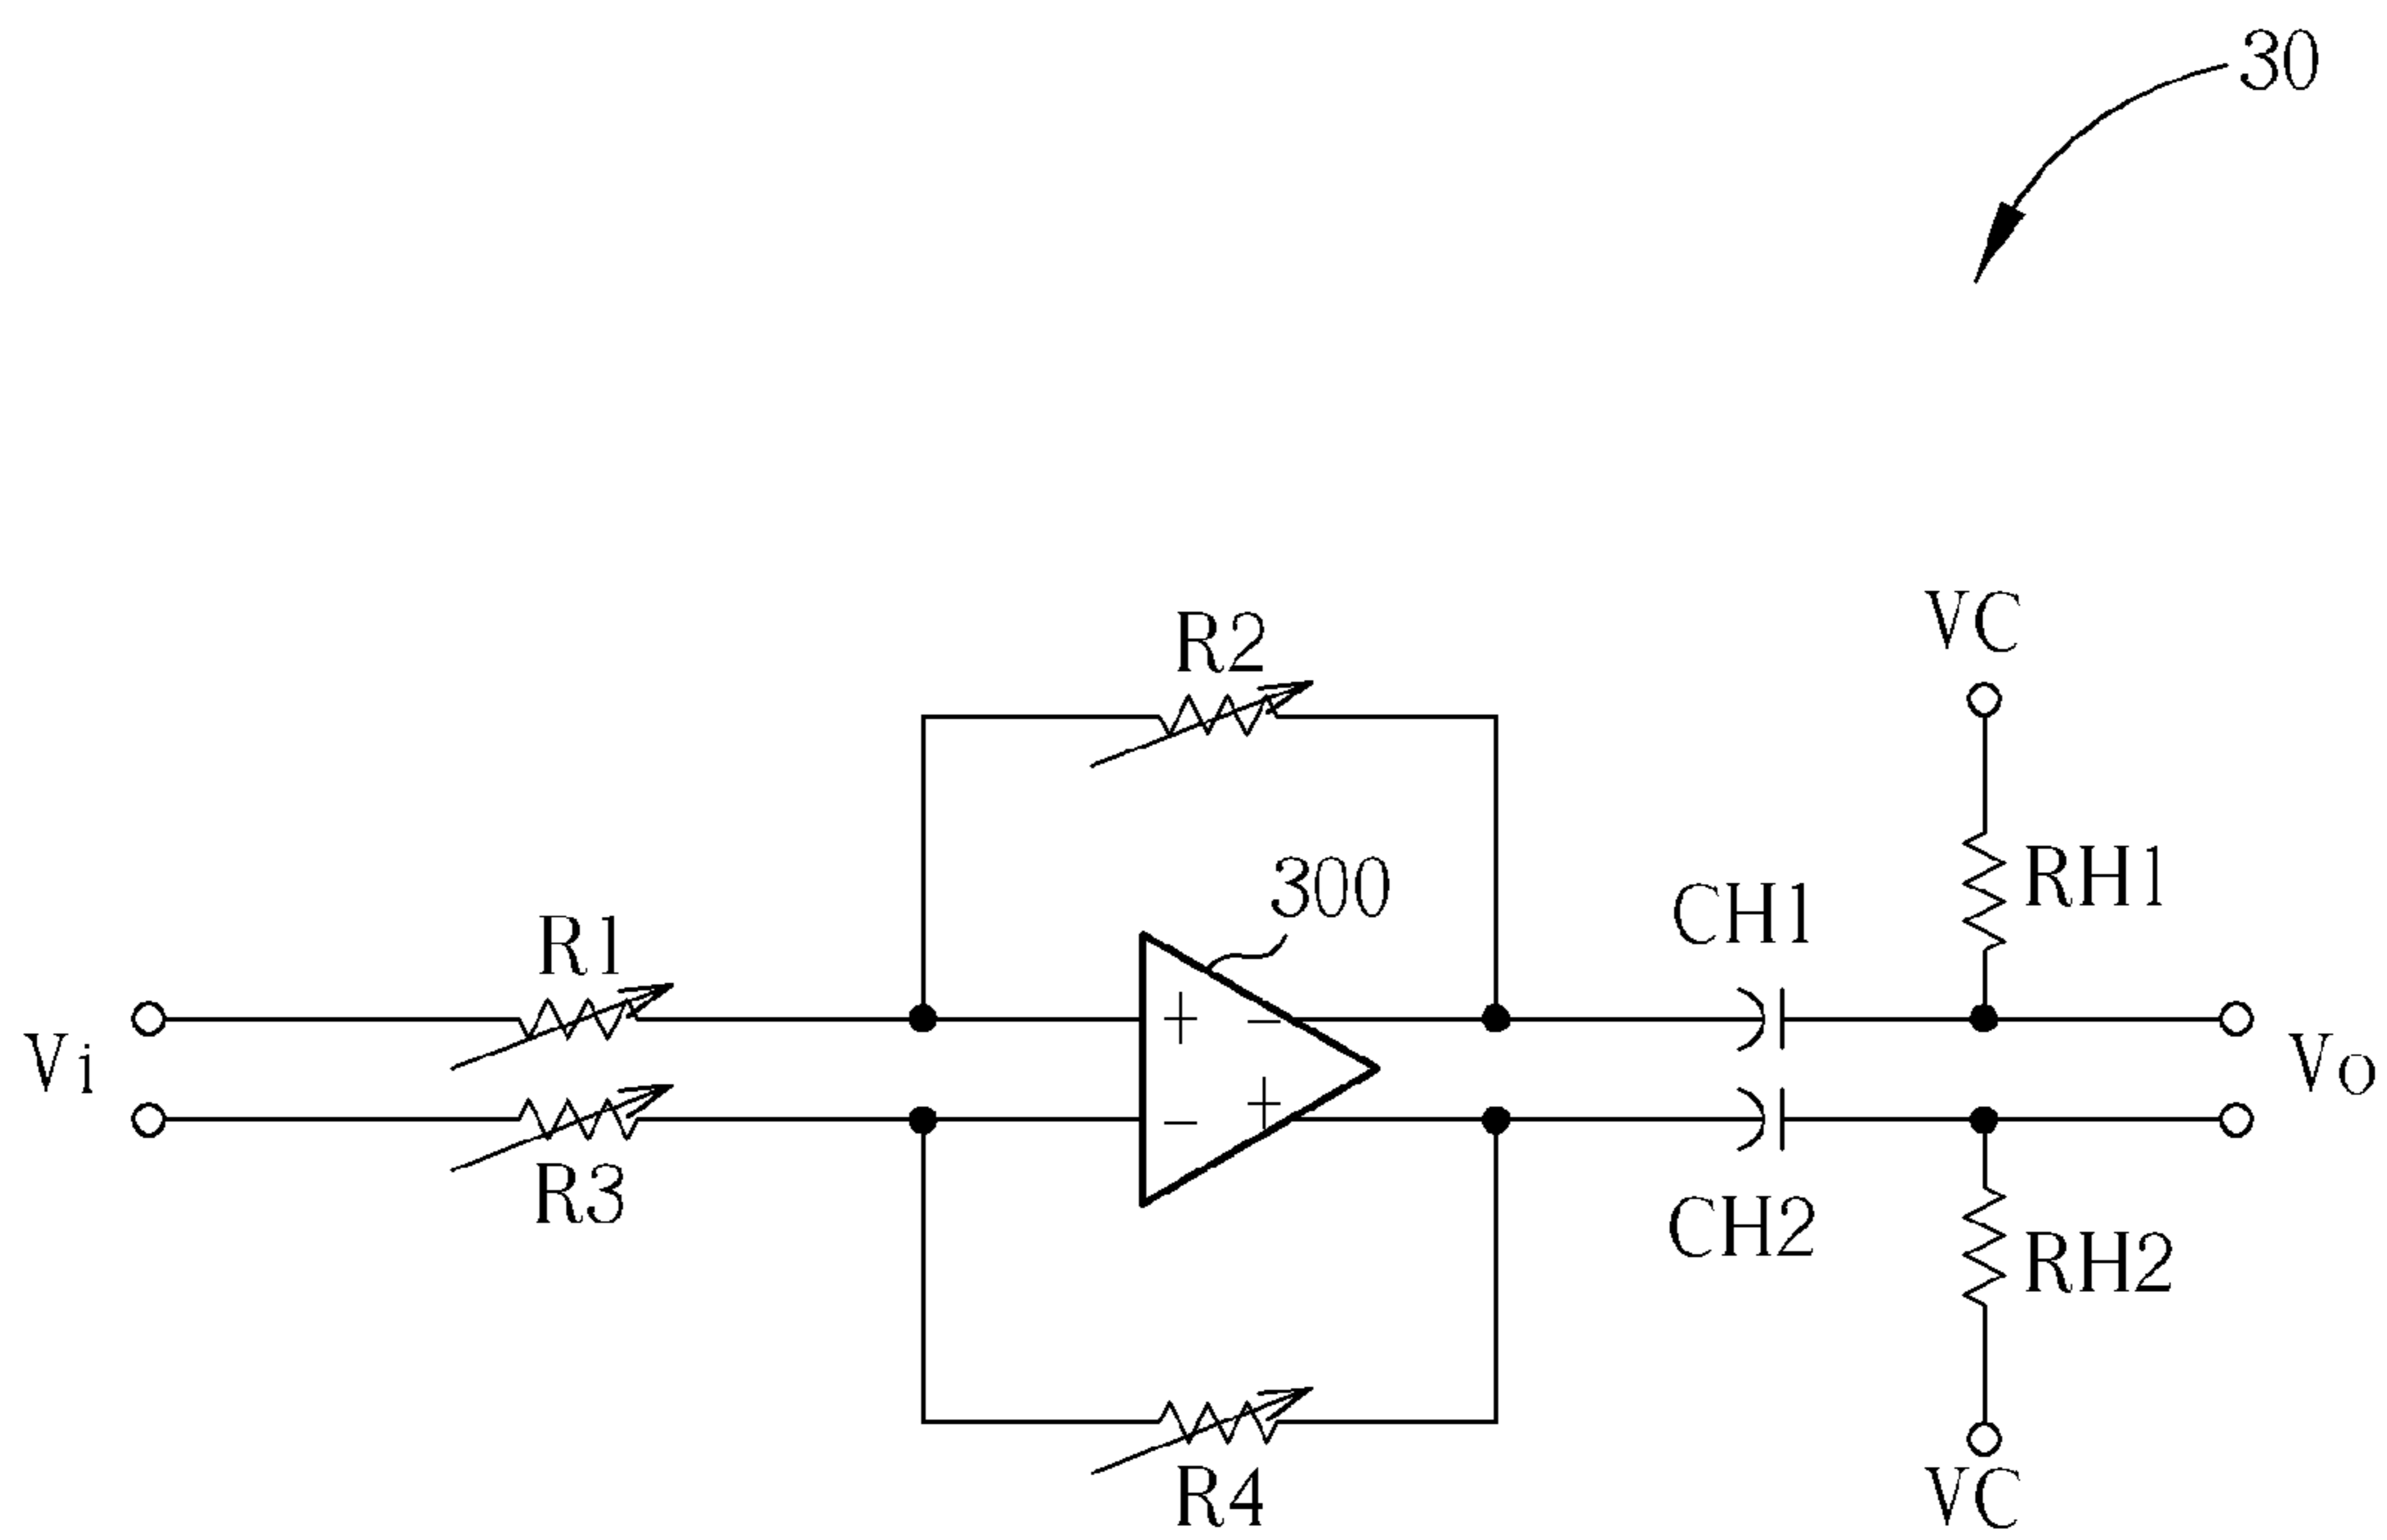 30
VC
R2
RH1
300
CH1
R1
+
−
Vi
Vo
+
−
R3
CH2
RH2
R4
VC